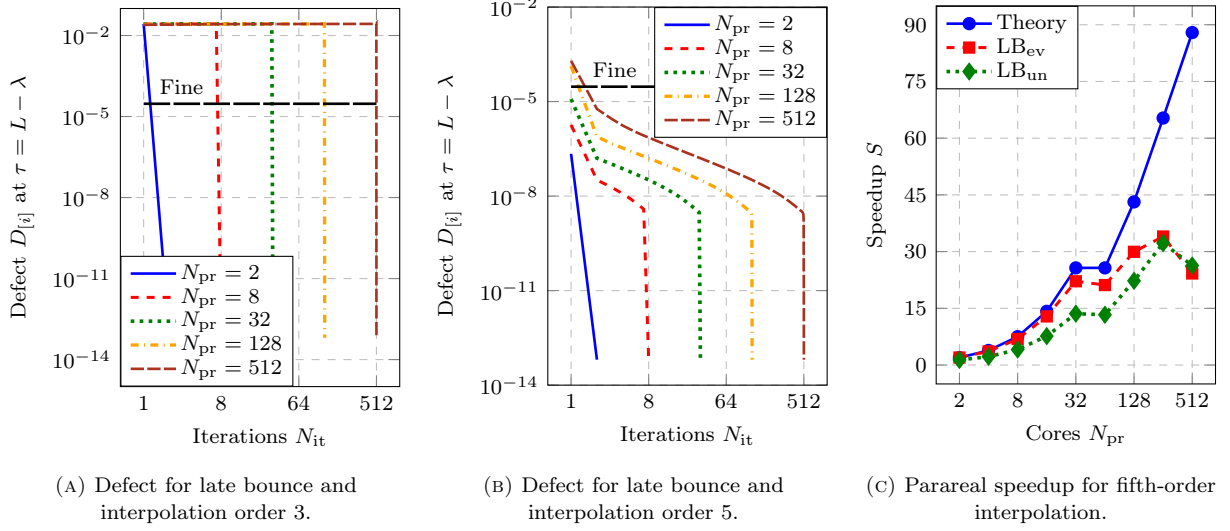 10⁻²
10⁻⁵
10⁻⁸
10⁻¹¹
10⁻¹⁴
1
8
64
512
Iterations N_it
Defect D_[i] at τ = L − λ
Fine
N_pr = 2
N_pr = 8
N_pr = 32
N_pr = 128
N_pr = 512
(A) Defect for late bounce and
interpolation order 3.
10⁻²
10⁻⁵
10⁻⁸
10⁻¹¹
10⁻¹⁴
1
8
64
512
Iterations N_it
Defect D_[i] at τ = L − λ
Fine
N_pr = 2
N_pr = 8
N_pr = 32
N_pr = 128
N_pr = 512
(B) Defect for late bounce and
interpolation order 5.
90
75
60
45
30
15
0
2
8
32
128
512
Cores N_pr
Speedup S
Theory
LB_ev
LB_un
(C) Parareal speedup for fifth-order
interpolation.